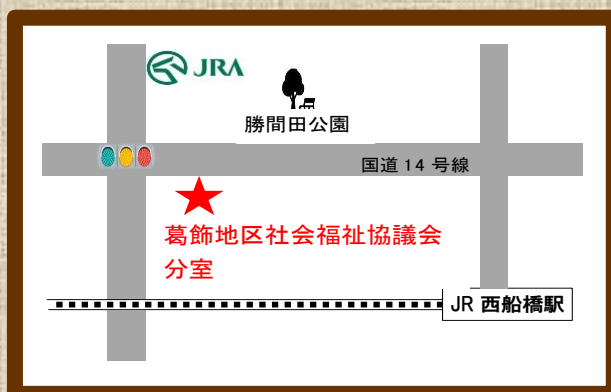 JRA
勝間田公園
国道14号線
葛飾地区社会福祉協議会
分室
JR 西船橋駅